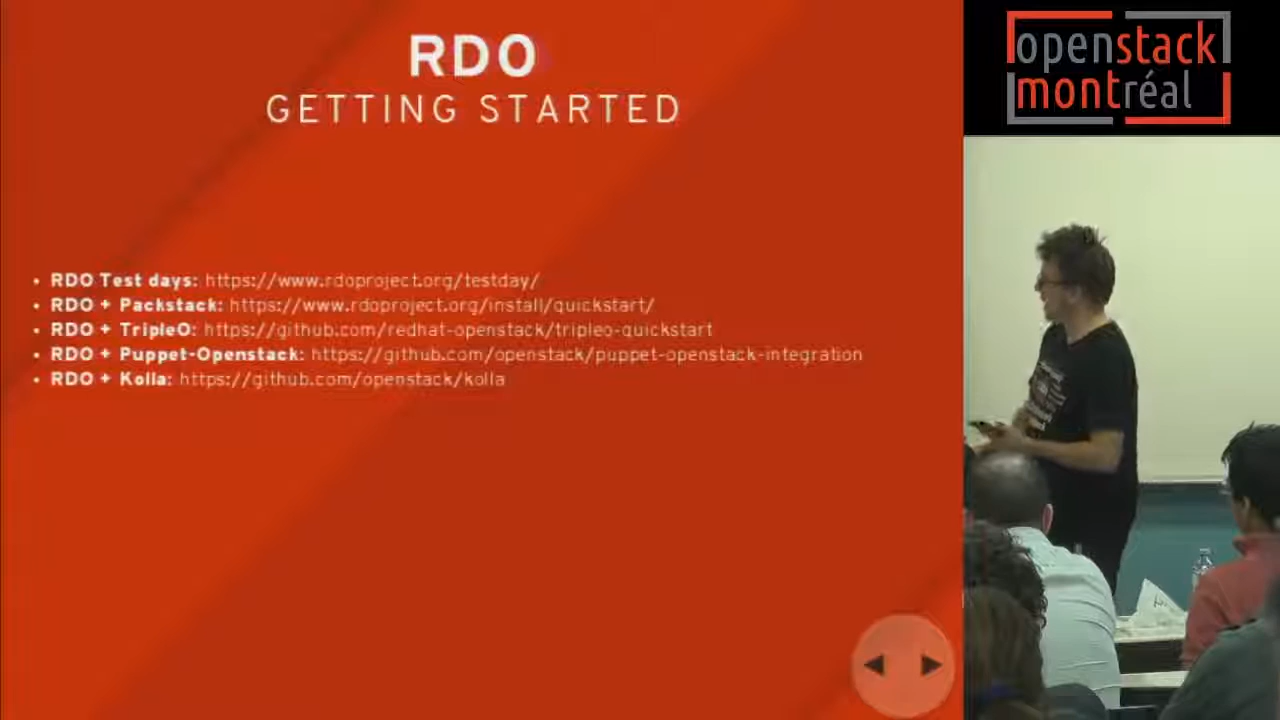 RDO
GETTING STARTED
• RDO Test days: https://www.rdoproject.org/testday/
• RDO + Packstack: https://www.rdoproject.org/install/quickstart/
• RDO + TripleO: https://github.com/redhat-openstack/tripleo-quickstart
• RDO + Puppet-Openstack: https://github.com/openstack/puppet-openstack-integration
• RDO + Kolla: https://github.com/openstack/kolla
openstack
montréal